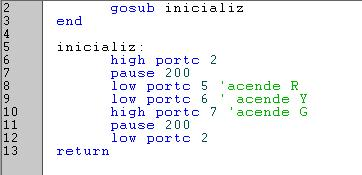 2 gosub inicializ
3 end
4
5 inicializ:
6 high portc 2
7 pause 200
8 low portc 5 'acende R
9 low portc 6 ' acende Y
10 high portc 7 'acende G
11 pause 200
12 low portc 2
13 return